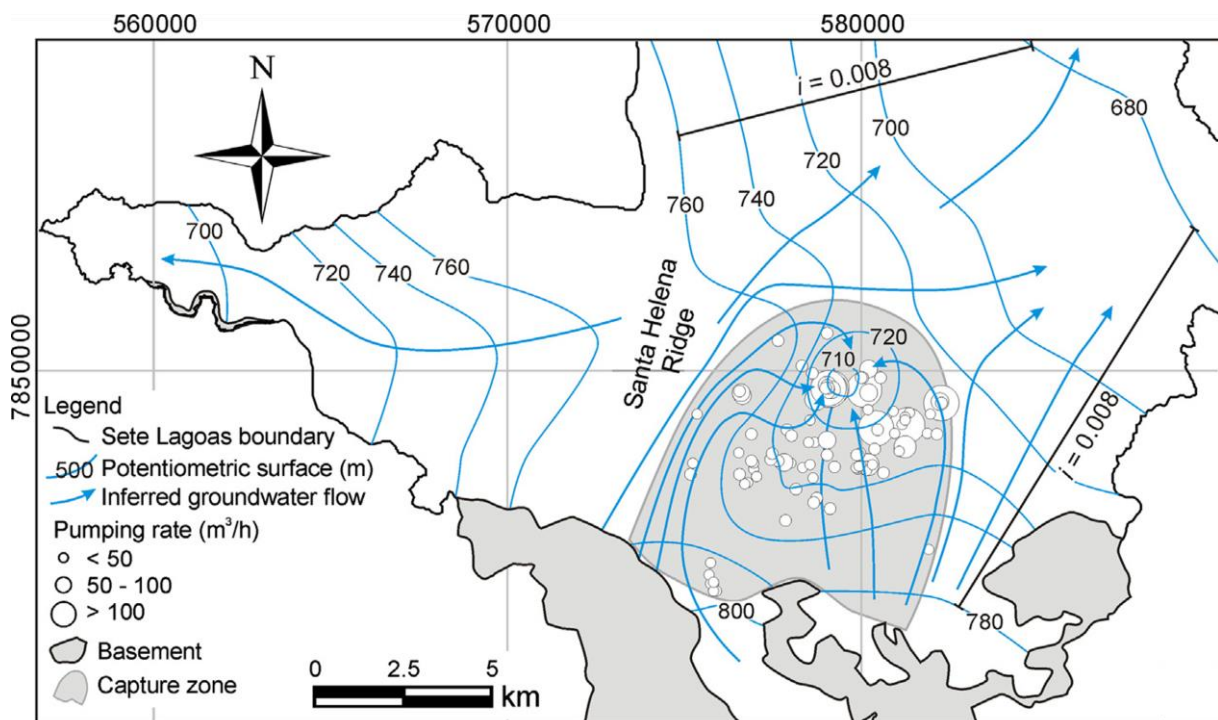 560000
570000
580000
N
i = 0.008
680
700
720
740
760
700
720
740
760
Santa Helena
Ridge
7850000
720
710
i = 0.008
Legend
Sete Lagoas boundary
500 Potentiometric surface (m)
Inferred groundwater flow
Pumping rate (m³/h)
< 50
50 - 100
> 100
Basement
Capture zone
0 2.5 5
km
800
780